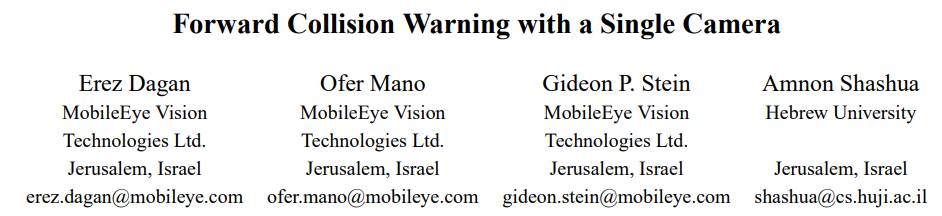 Forward Collision Warning with a Single Camera
Erez Dagan
MobileEye Vision
Technologies Ltd.
Jerusalem, Israel
erez.dagan@mobileye.com
Ofer Mano
MobileEye Vision
Technologies Ltd.
Jerusalem, Israel
ofer.mano@mobileye.com
Gideon P. Stein
MobileEye Vision
Technologies Ltd.
Jerusalem, Israel
gideon.stein@mobileye.com
Amnon Shashua
Hebrew University
Jerusalem, Israel
shashua@cs.huji.ac.il